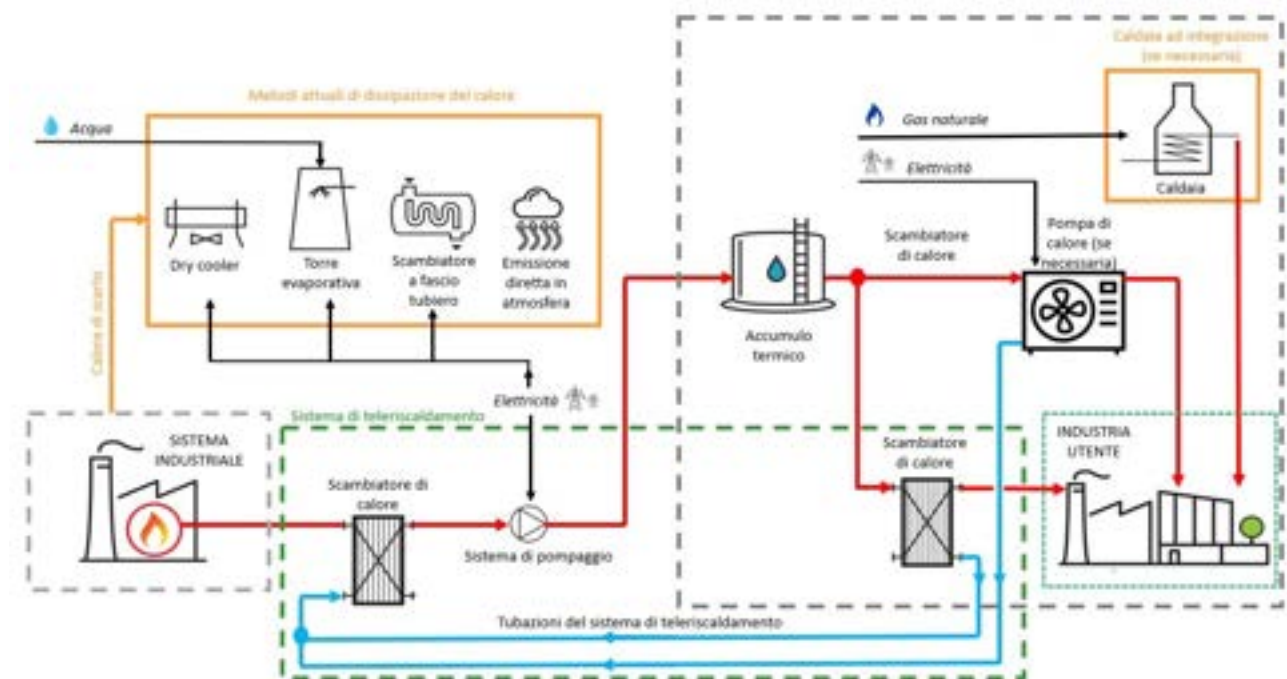 Caldaia ad integrazione
(se necessaria)
Metodi attuali di dissipazione del calore
Acqua
Gas naturale
Elettricità
Caldaia
Dry cooler
Torre
evaporativa
Scambiatore
a fascio
tubiero
Emissione
diretta in
atmosfera
Scambiatore
di calore
Pompa di
calore (se
necessaria)
Calore di scarto
Accumulo
termico
Elettricità
Sistema di teleriscaldamento
SISTEMA
INDUSTRIALE
Scambiatore di
calore
Sistema di pompaggio
Scambiatore
di calore
INDUSTRIA
UTENTE
Tubazioni del sistema di teleriscaldamento